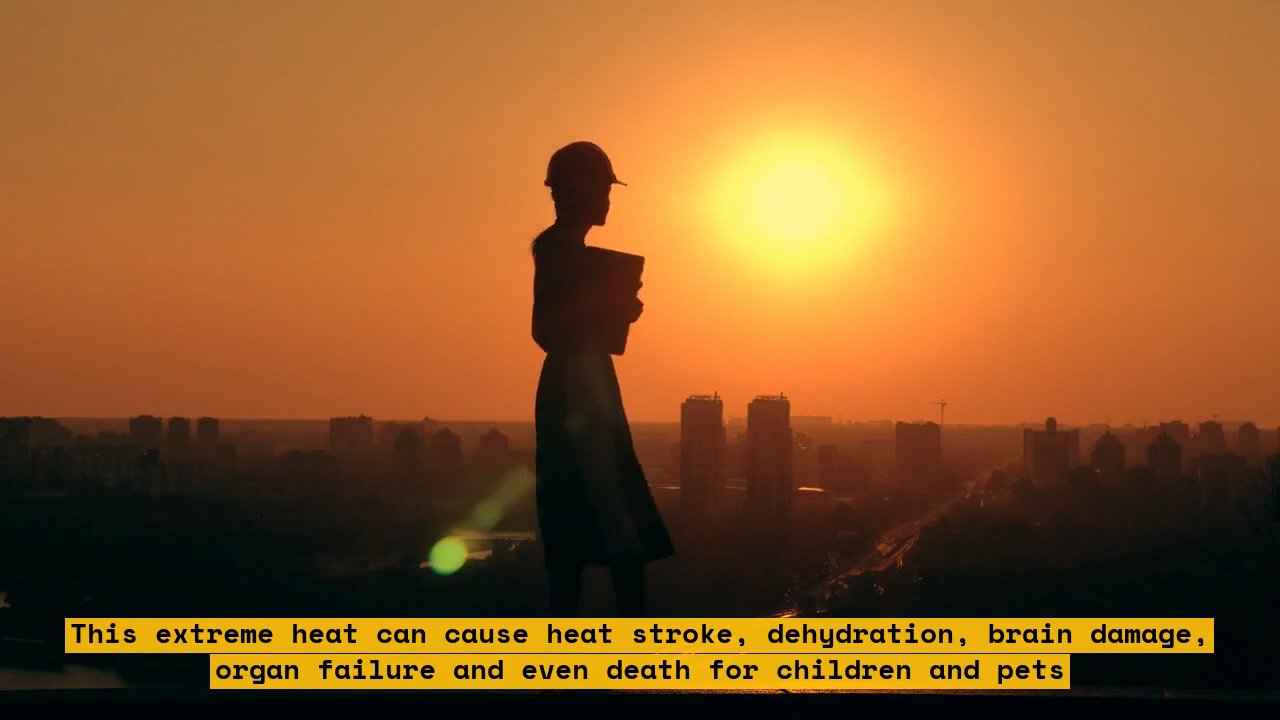 This extreme heat can cause heat stroke, dehydration, brain damage,
organ failure and even death for children and pets